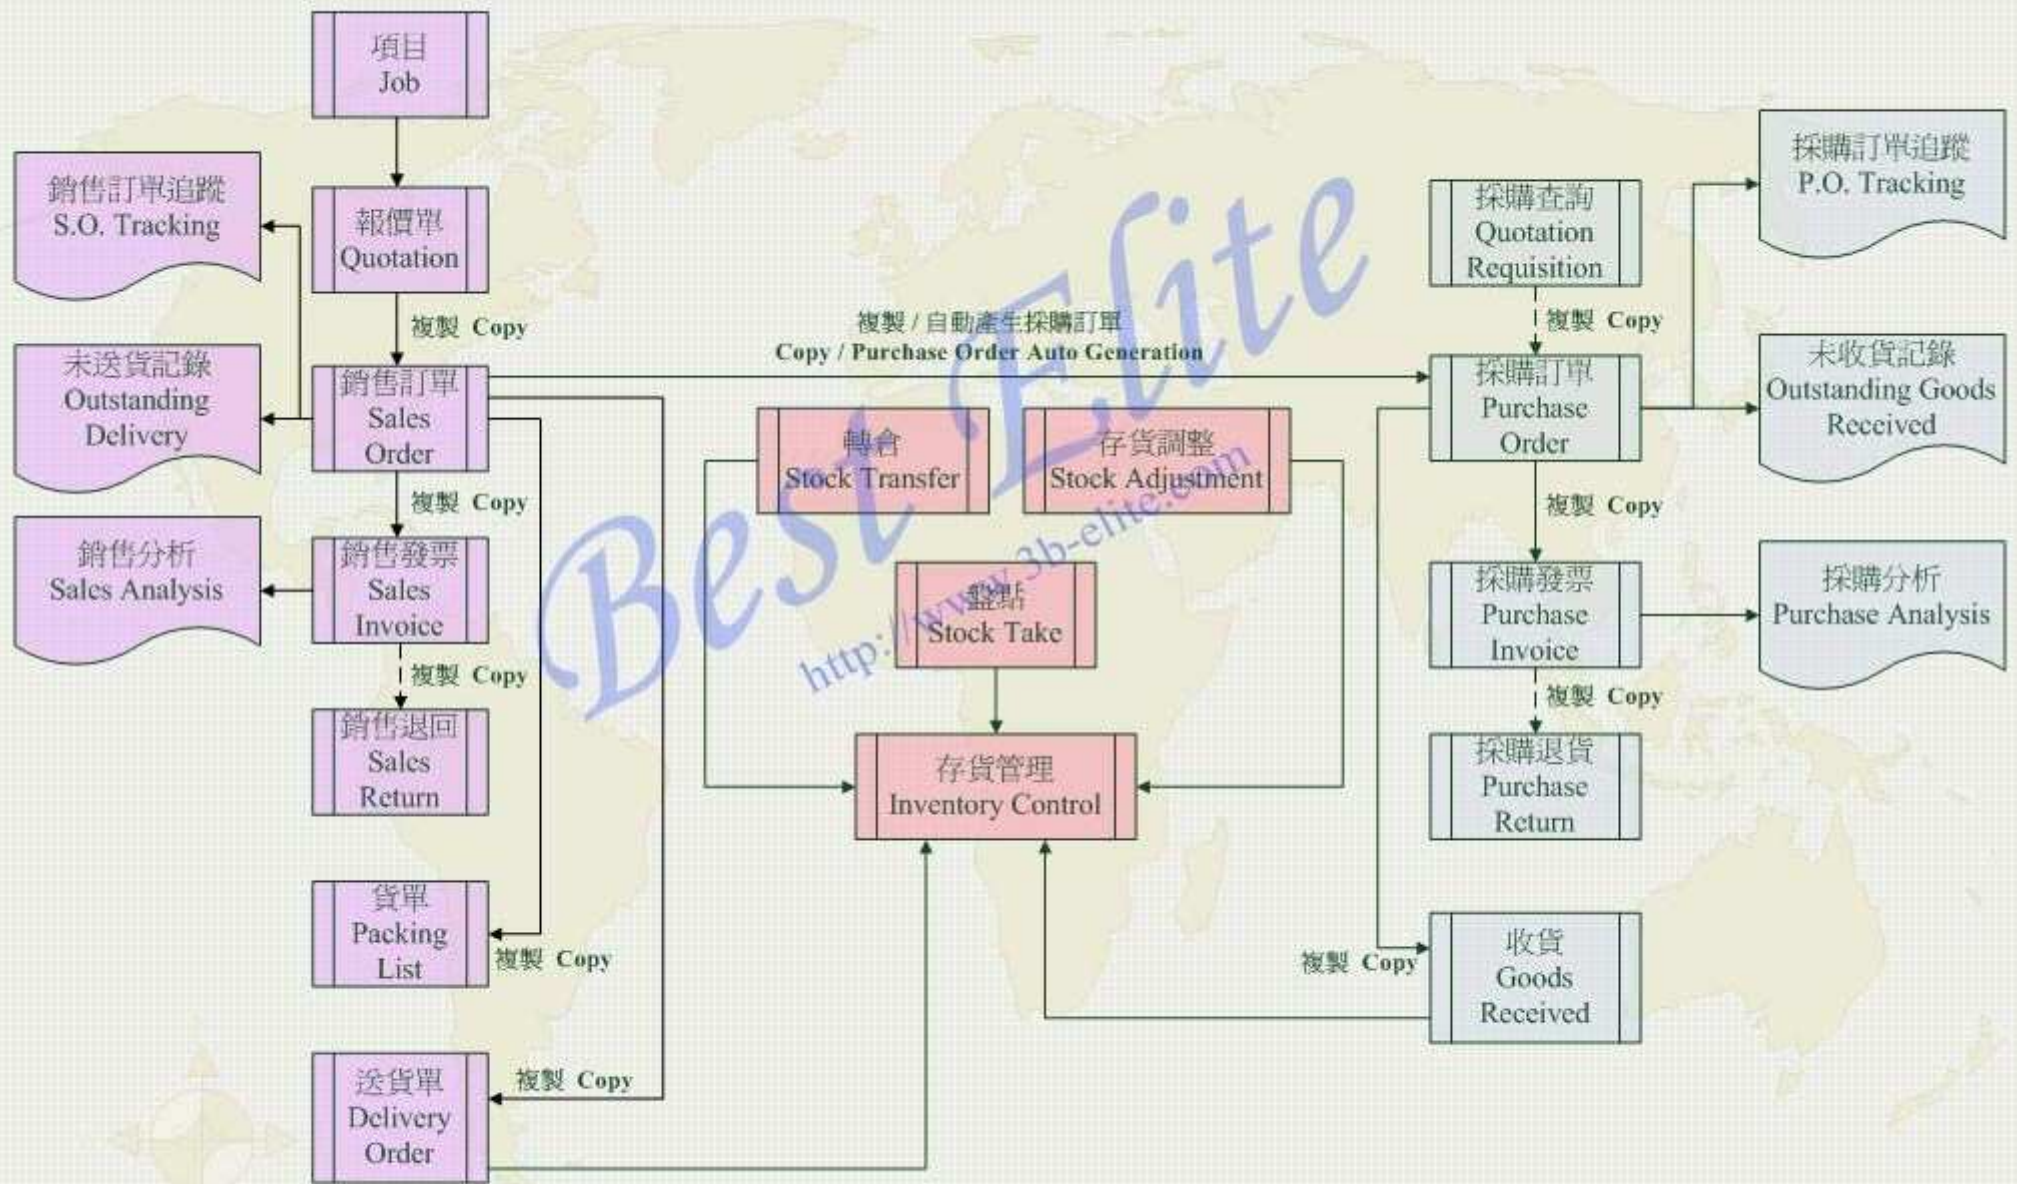 項目
Job
銷售訂單追蹤
S.O. Tracking
報價單
Quotation
複製 Copy
未送貨記錄
Outstanding
Delivery
銷售訂單
Sales
Order
複製 Copy
銷售分析
Sales Analysis
銷售發票
Sales
Invoice
複製 Copy
銷售退回
Sales
Return
貨單
Packing
List
複製 Copy
送貨單
Delivery
Order
複製 Copy
複製 / 自動產生採購訂單
Copy / Purchase Order Auto Generation
轉倉
Stock Transfer
存貨調整
Stock Adjustment
盤點
Stock Take
存貨管理
Inventory Control
Best Elite
http://www.3b-elite.com
採購查詢
Quotation
Requisition
複製 Copy
採購訂單追蹤
P.O. Tracking
採購訂單
Purchase
Order
未收貨記錄
Outstanding Goods
Received
複製 Copy
採購發票
Purchase
Invoice
採購分析
Purchase Analysis
複製 Copy
採購退貨
Purchase
Return
複製 Copy
收貨
Goods
Received